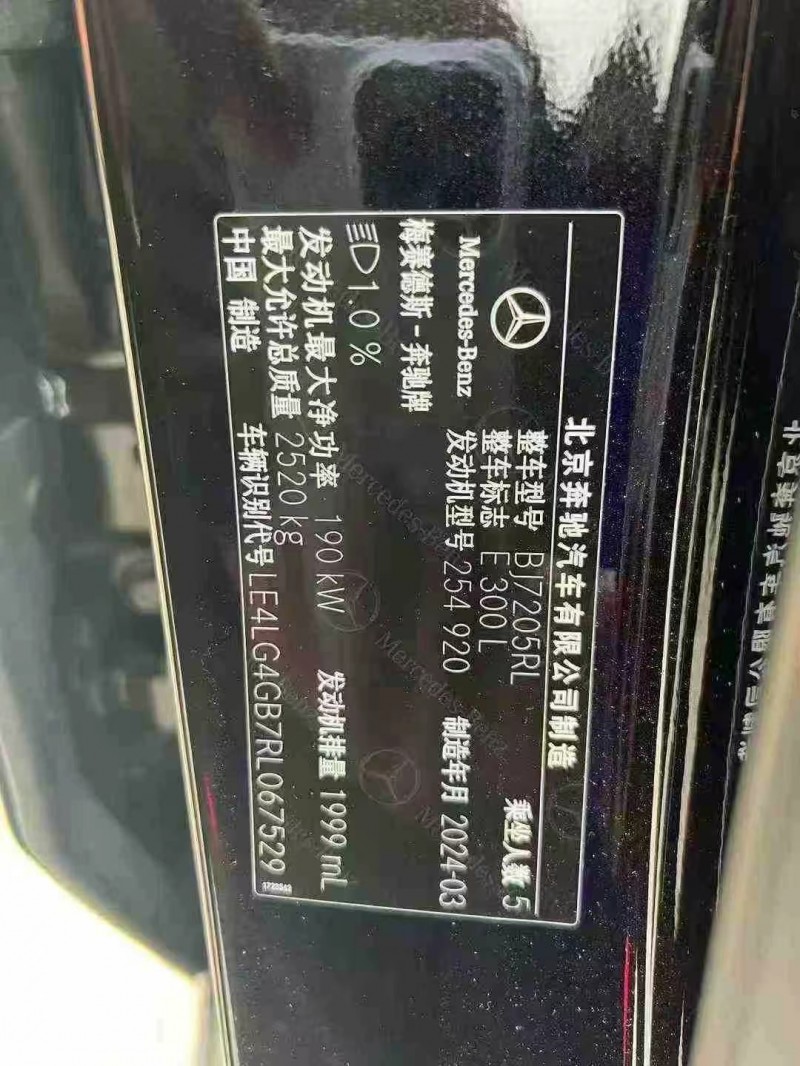 北京奔驰汽车有限公司制造
Mercedes-Benz
梅赛德斯-奔驰牌
整车型号 BJ7205RL
乘坐人数 5
整车标志 E 300 L
发动机型号 254 920
制造年月 2024-03
1.0 %
发动机最大净功率 190 kW
发动机排量 1999 mL
最大允许总质量 2520 kg
中国 制造
车辆识别代号 LE4LG4GB7RL067529